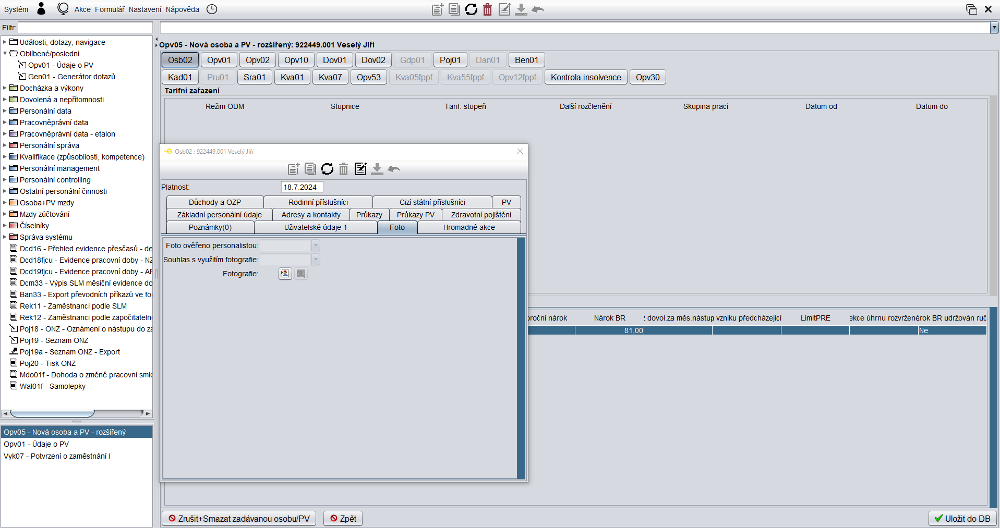 Systém Akce Formulář Nastavení Nápověda
Filtr:
Události, dotazy, navigace
Oblíbené/poslední
Opv01 - Údaje o PV
Gen01 - Generátor dotazů
Docházka a výkony
Dovolená a nepřítomnosti
Personální data
Pracovněprávní data
Pracovněprávní data - etalon
Personální správa
Kvalifikace (způsobilosti, kompetence)
Personální management
Personální controlling
Ostatní personální činnosti
Osoba+PV mzdy
Mzdy zúčtování
Číselníky
Správa systému
Dcd16 - Přehled evidence přesčasů - de
Dcd18fjcu - Evidence pracovní doby - NZ
Dcd19fjcu - Evidence pracovní doby - AF
Dcm33 - Výpis SLM měsíční evidence do
Ban33 - Export převodních příkazů ve for
Rek11 - Zaměstnanci podle SLM
Rek12 - Zaměstnanci podle započitatelno
Poj18 - ONZ - Oznámení o nástupu do za
Poj19 - Seznam ONZ
Poj19a - Seznam ONZ - Export
Poj20 - Tisk ONZ
Mdo01f - Dohoda o změně pracovní smlo
Wal01f - Samolepky
Opv05 - Nová osoba a PV - rozšířený
Opv01 - Údaje o PV
Vyk07 - Potvrzení o zaměstnání I
Opv05 - Nová osoba a PV - rozšířený: 922449.001 Veselý Jiří
Osb02 Opv01 Opv02 Opv10 Dov01 Dov02 Gdp01 Poj01 Dan01 Ben01
Kad01 Pru01 Sra01 Kva01 Kva07 Opv53 Kva05fppf Kva55fppf Opv12fppf Kontrola insolvence Opv30
Tarifní zařazení
Režim ODM Stupnice Tarif. stupeň Další rozčlenění Skupina prací Datum od Datum do
Osb02 : 922449.001 Veselý Jiří
Platnost: 18.7.2024
Důchody a OZP Rodinní příslušníci Cizí státní příslušníci PV
Základní personální údaje Adresy a kontakty Průkazy Průkazy PV Zdravotní pojištění
Poznámky(0) Uživatelské údaje 1 Foto Hromadné akce
Foto ověřeno personalistou:
Souhlas s využitím fotografie:
Fotografie:
oroční nárok Nárok BR dovol.za měs.nástup vzniku předcházející LimitPRE ekce úhrnu rozvržen árok BR udržován ruč
81,00 Ne
Zrušit+Smazat zadávanou osobu/PV Zpět Uložit do DB